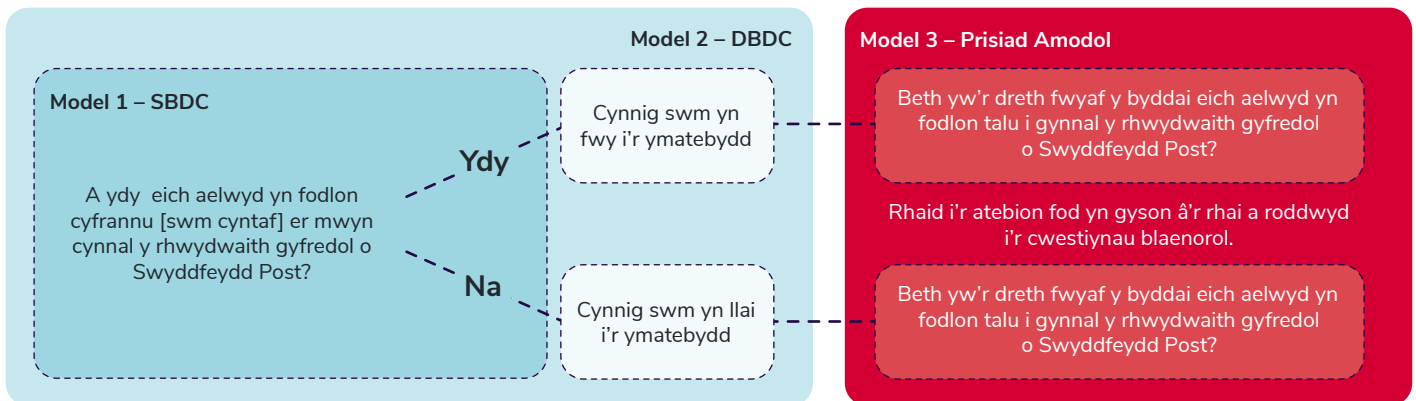 Model 2 – DBDC
Model 1 – SBDC
A ydy eich aelwyd yn fodlon
cyfrannu [swm cyntaf] er mwyn
cynnal y rhwydwaith gyfredol o
Swyddfeydd Post?
Ydy
Na
Cynnig swm yn
fwy i’r ymatebydd
Cynnig swm yn llai
i’r ymatebydd
Model 3 – Prisiad Amodol
Beth yw’r dreth fwyaf y byddai eich aelwyd yn
fodlon talu i gynnal y rhwydwaith gyfredol
o Swyddfeydd Post?
Rhaid i’r atebion fod yn gyson â’r rhai a roddwyd
i’r cwestiynau blaenorol.
Beth yw’r dreth fwyaf y byddai eich aelwyd yn
fodlon talu i gynnal y rhwydwaith gyfredol
o Swyddfeydd Post?